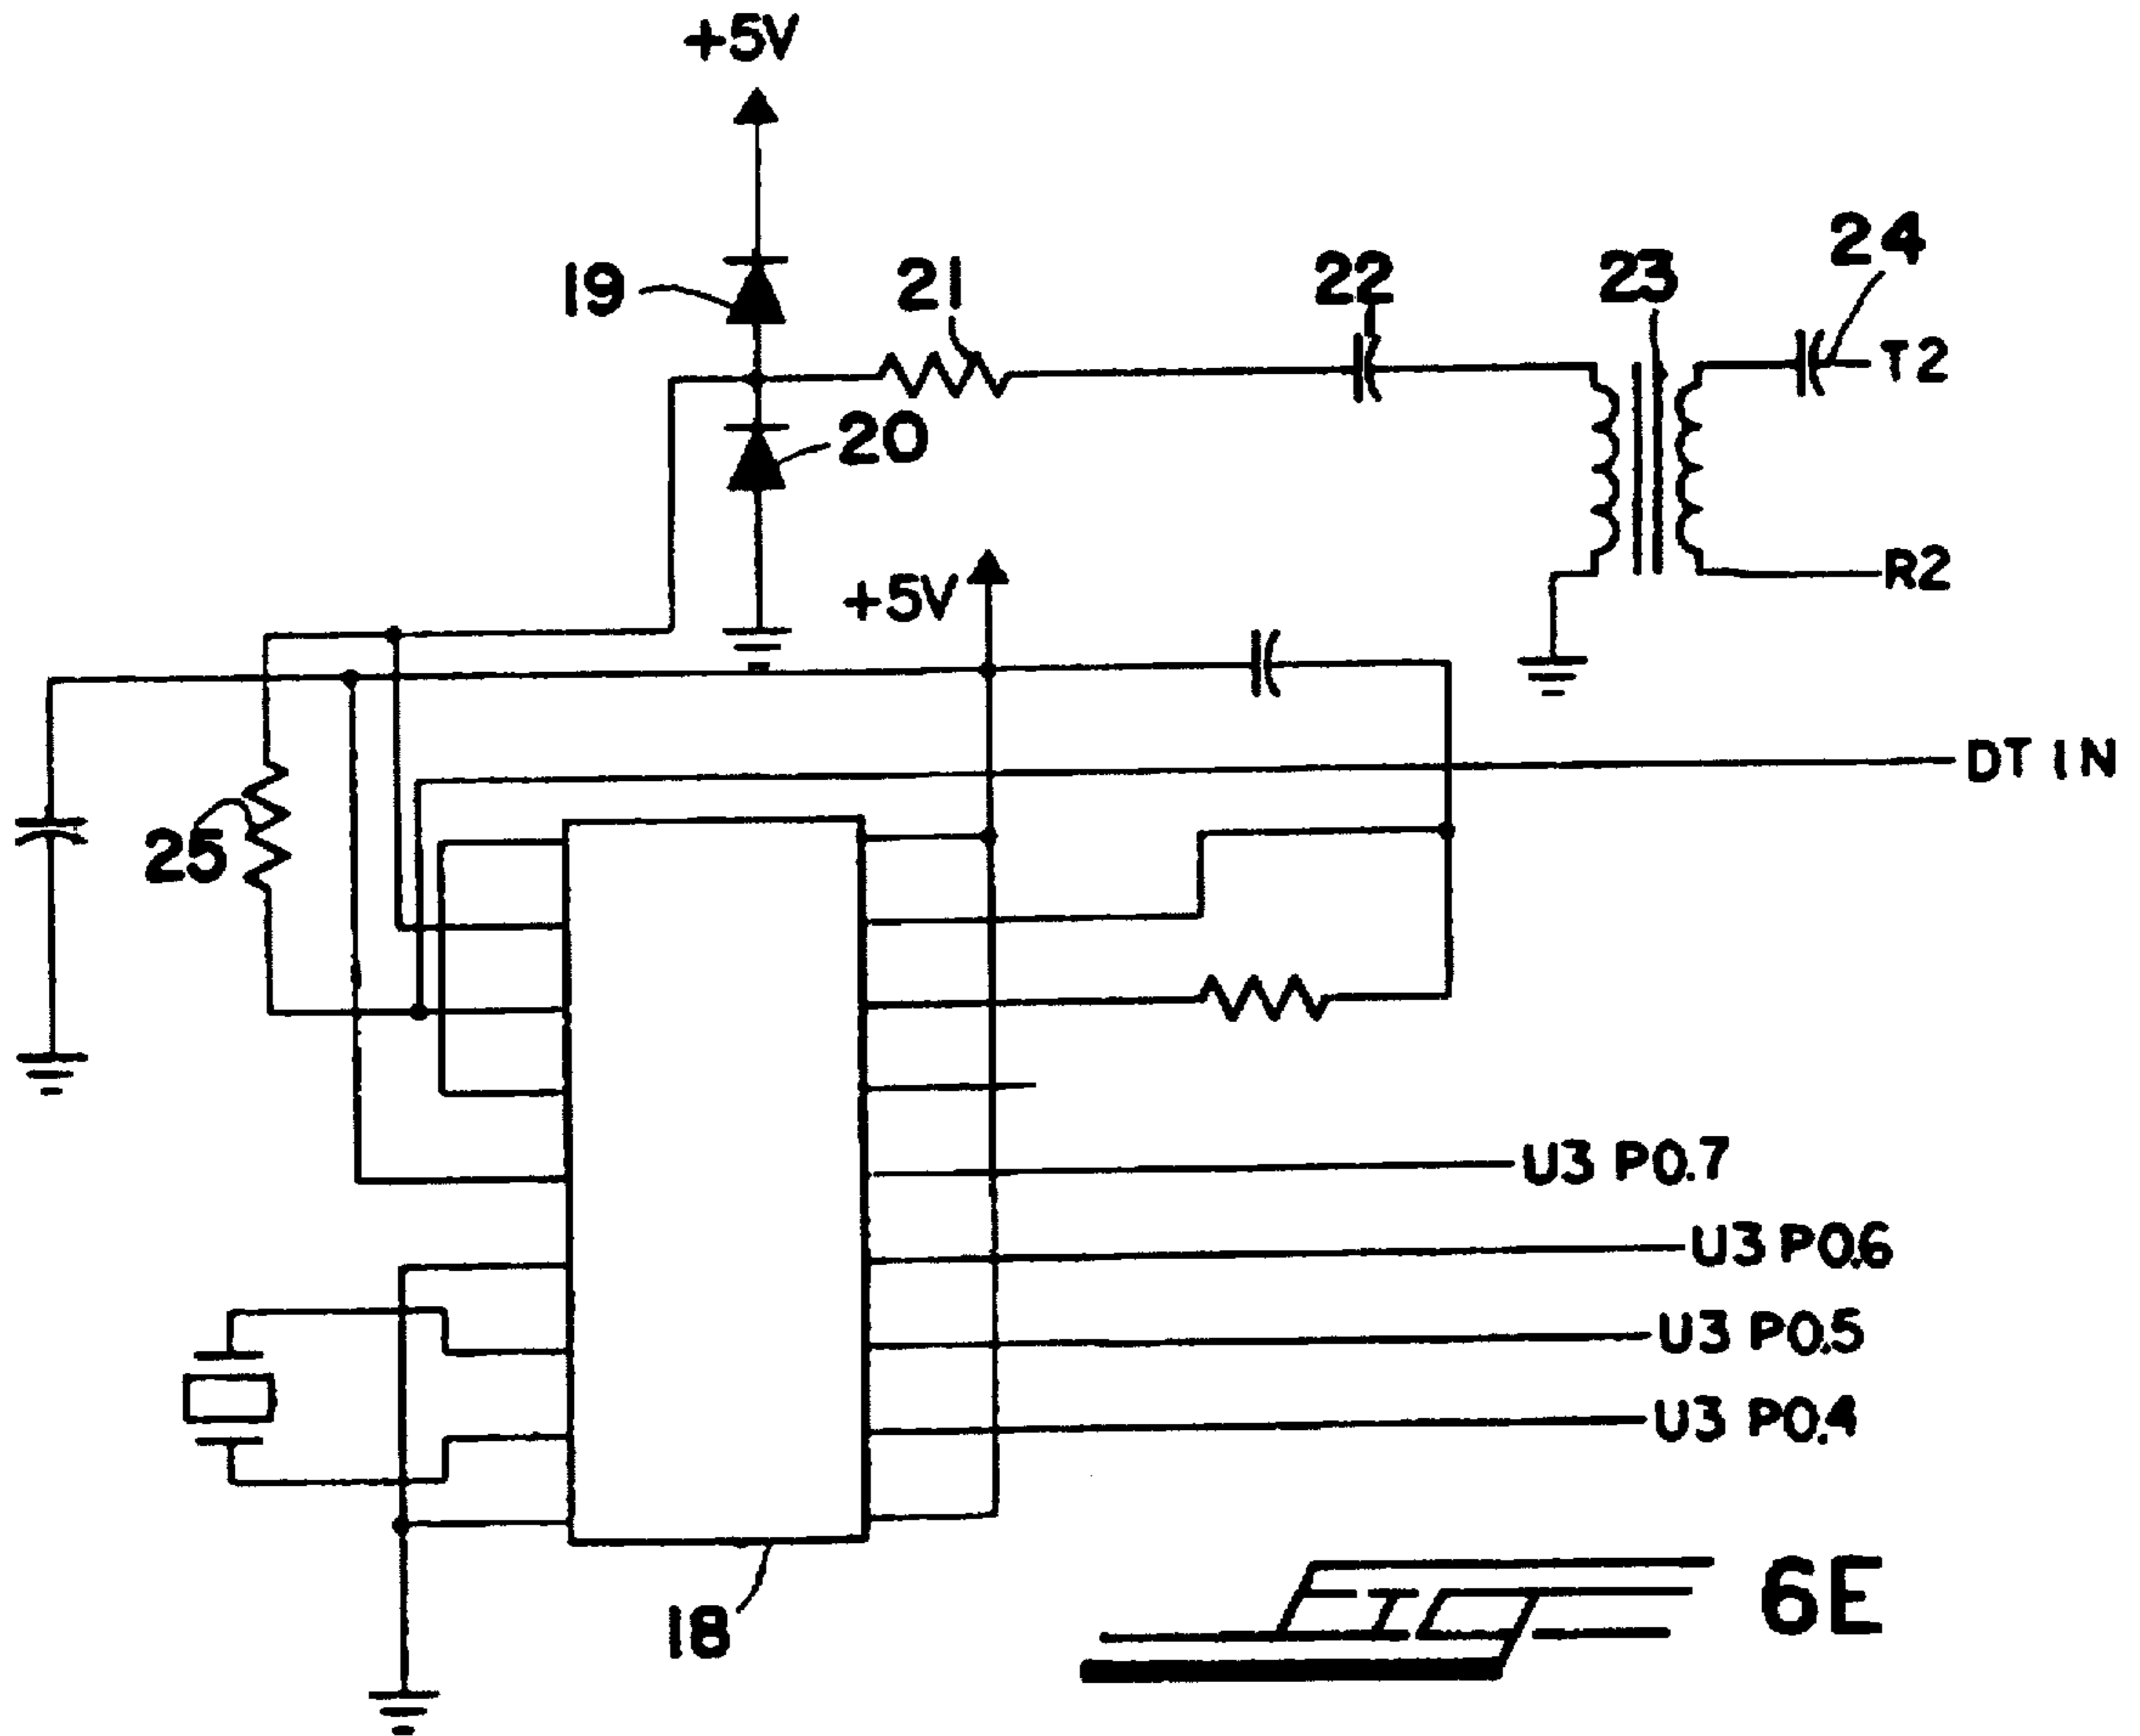 +5V
19
21
22
23
24
T2
20
+5V
R2
DT IN
25
U3 P0.7
U3 P0.6
U3 P0.5
U3 P0.4
18
FIG 6E